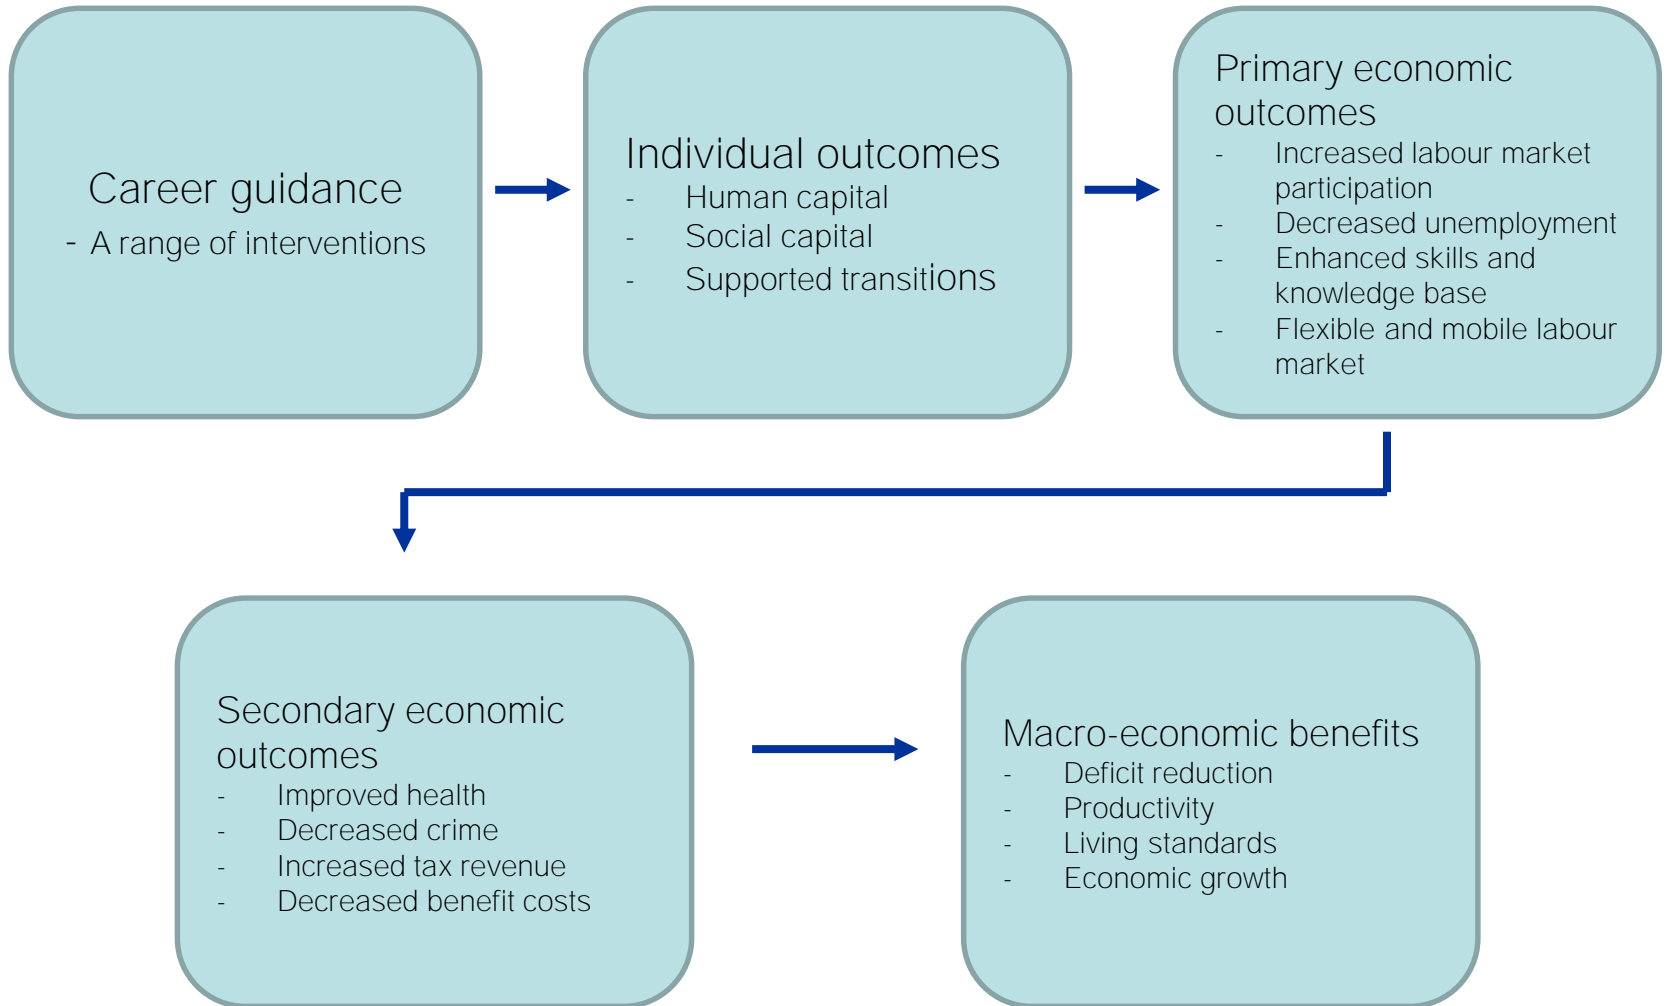 Career guidance
- A range of interventions
Individual outcomes
- Human capital
- Social capital
- Supported transitions
Primary economic
outcomes
- Increased labour market
participation
- Decreased unemployment
- Enhanced skills and
knowledge base
- Flexible and mobile labour
market
Secondary economic
outcomes
- Improved health
- Decreased crime
- Increased tax revenue
- Decreased benefit costs
Macro-economic benefits
- Deficit reduction
- Productivity
- Living standards
- Economic growth